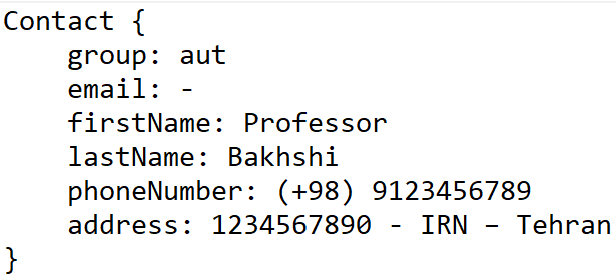 Contact {
    group: aut
    email: -
    firstName: Professor
    lastName: Bakhshi
    phoneNumber: (+98) 9123456789
    address: 1234567890 - IRN – Tehran
}